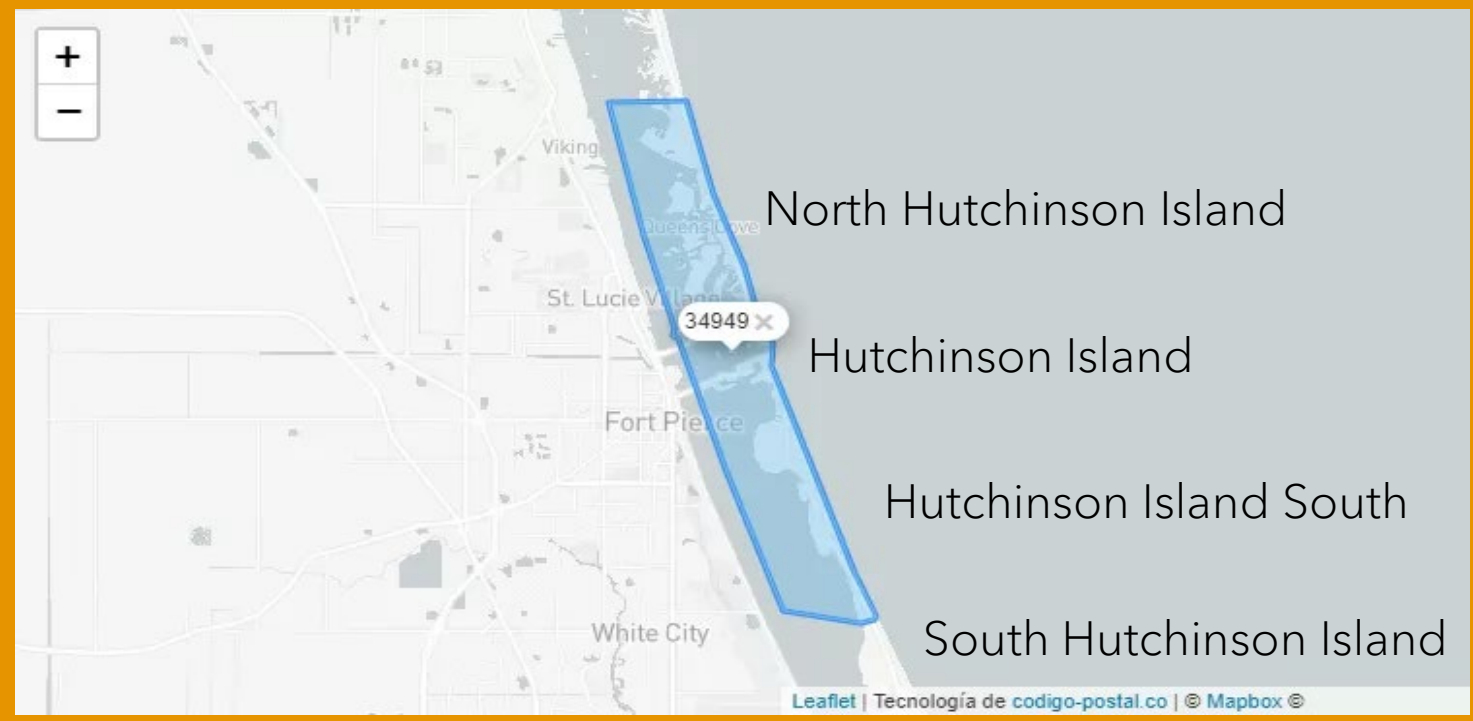 +
−
Viking
North Hutchinson Island
Queens Cove
St. Lucie Village
34949 ×
Hutchinson Island
Fort Pierce
Hutchinson Island South
White City
South Hutchinson Island
Leaflet | Tecnología de codigo-postal.co | © Mapbox ©